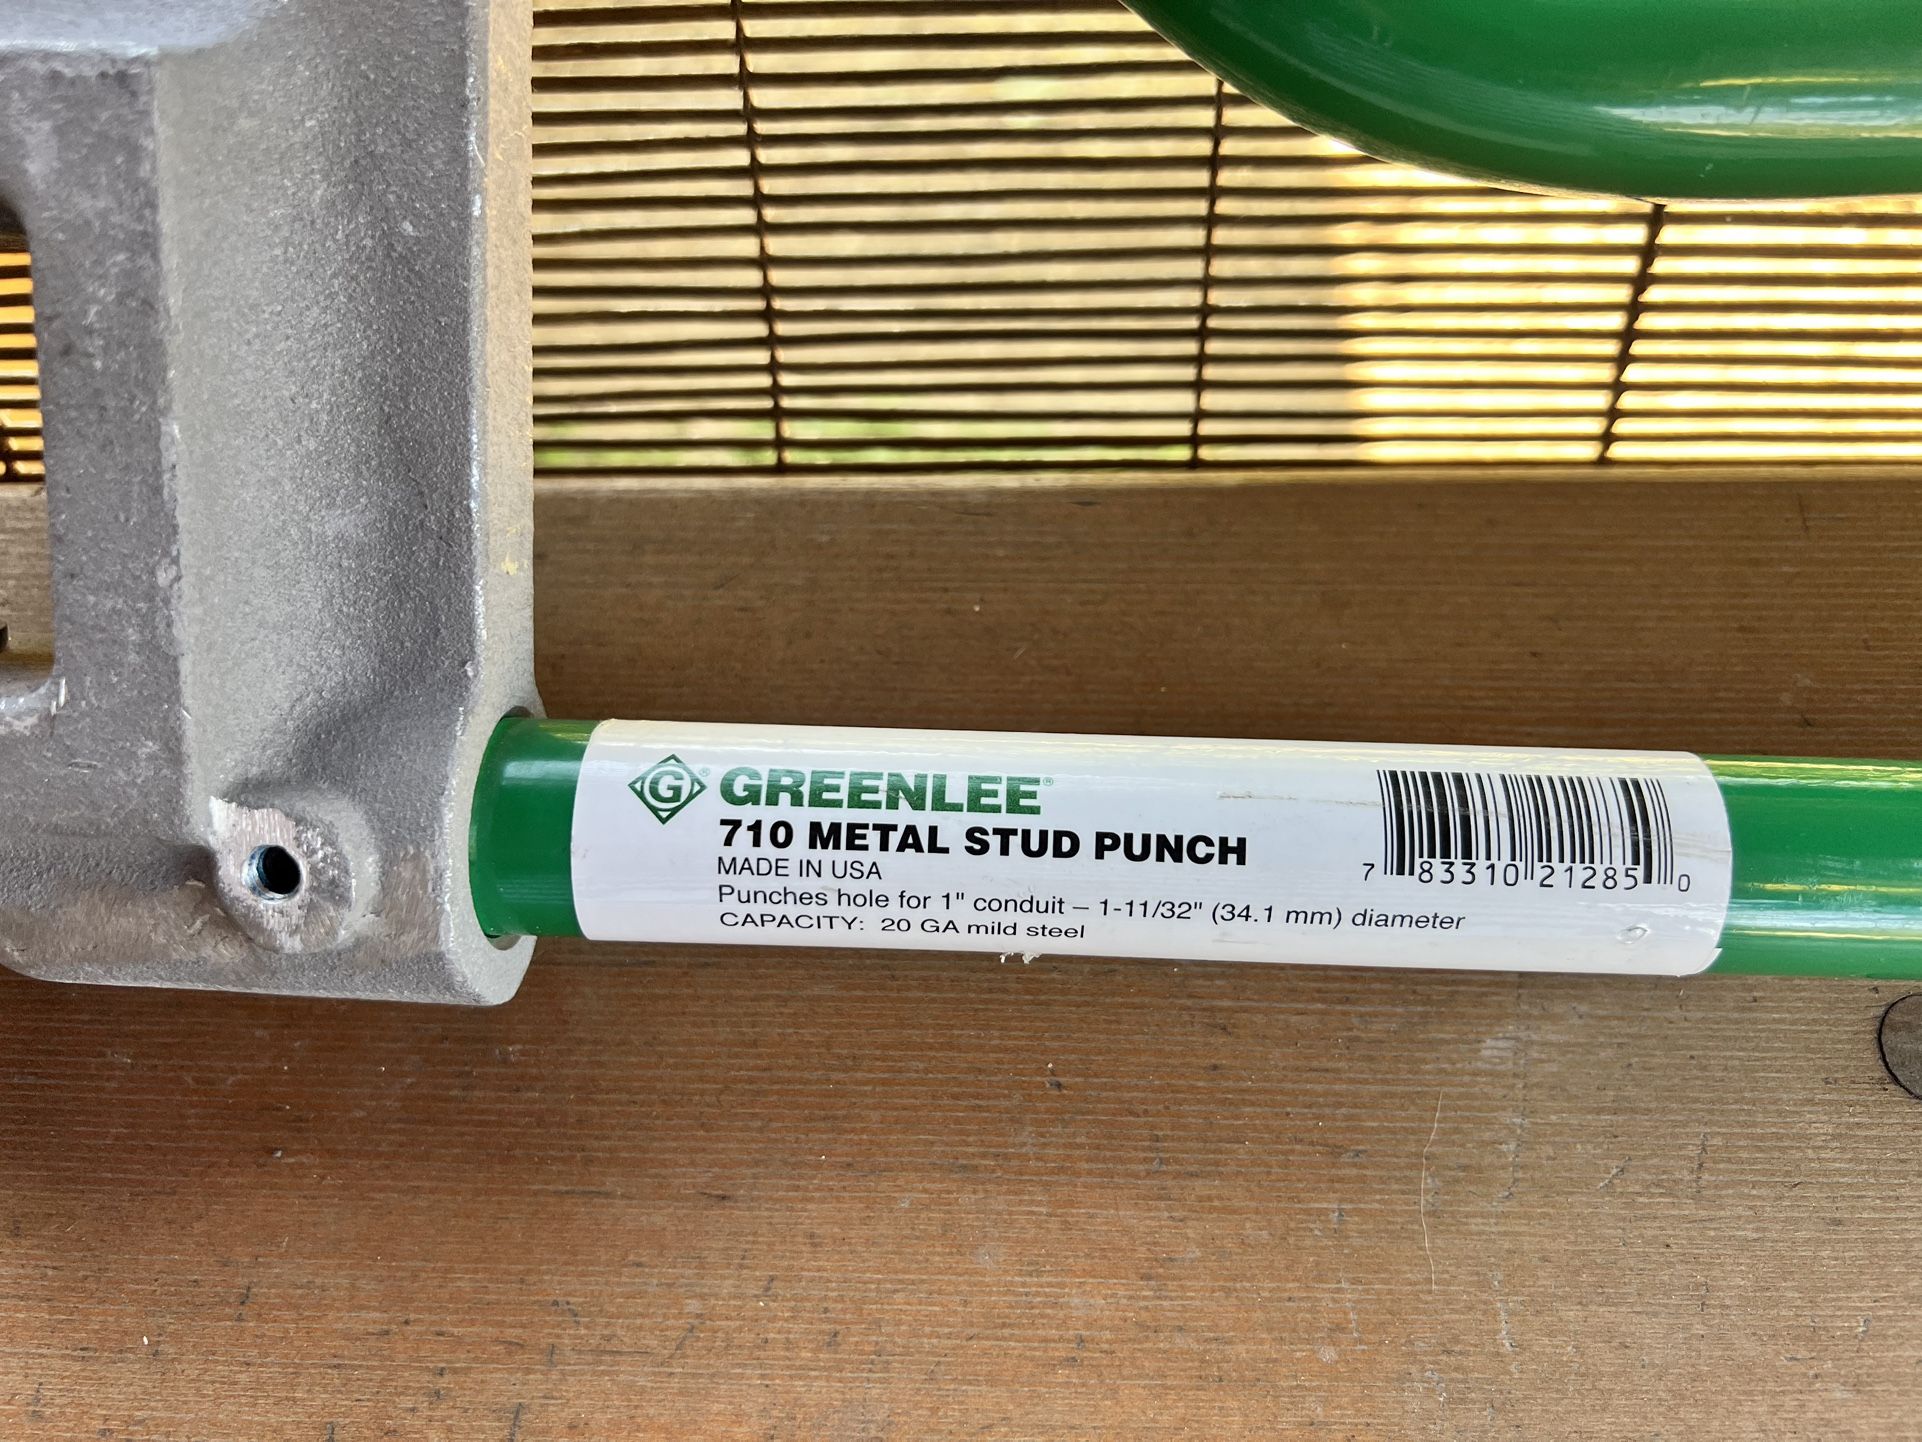 G® GREENLEE®
710 METAL STUD PUNCH
MADE IN USA
Punches hole for 1" conduit – 1-11/32" (34.1 mm) diameter
CAPACITY: 20 GA mild steel
7 83310 21285 0